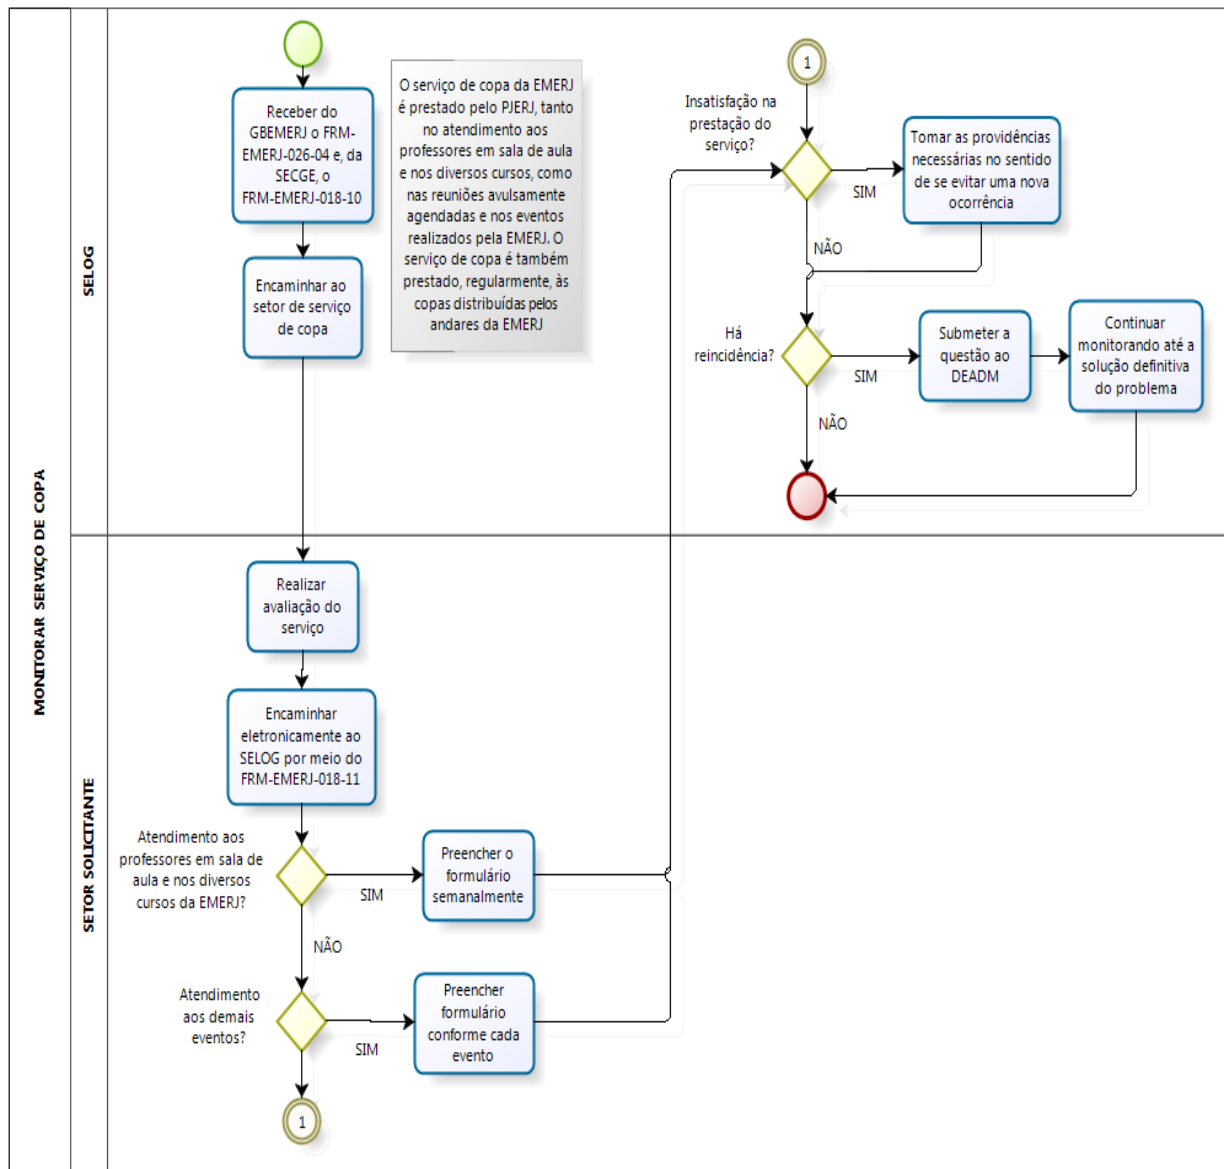 MONITORAR SERVIÇO DE COPA
SELOG
Receber do
GBEMERJ o FRM-
EMERJ-026-04 e, da
SECGE, o
FRM-EMERJ-018-10
Encaminhar ao
setor de serviço
de copa
O serviço de copa da EMERJ
é prestado pelo PJERJ, tanto
no atendimento aos
professores em sala de aula
e nos diversos cursos, como
nas reuniões avulsamente
agendadas e nos eventos
realizados pela EMERJ. O
serviço de copa é também
prestado, regularmente, às
copas distribuídas pelos
andares da EMERJ
1
Insatisfação na
prestação do
serviço?
SIM
Tomar as providências
necessárias no sentido
de se evitar uma nova
ocorrência
NÃO
Há
reincidência?
SIM
Submeter a
questão ao
DEADM
Continuar
monitorando até a
solução definitiva
do problema
NÃO
SETOR SOLICITANTE
Realizar
avaliação do
serviço
Encaminhar
eletronicamente ao
SELOG por meio do
FRM-EMERJ-018-11
Atendimento aos
professores em sala de
aula e nos diversos
cursos da EMERJ?
SIM
Preencher o
formulário
semanalmente
NÃO
Atendimento
aos demais
eventos?
SIM
Preencher
formulário
conforme cada
evento
1